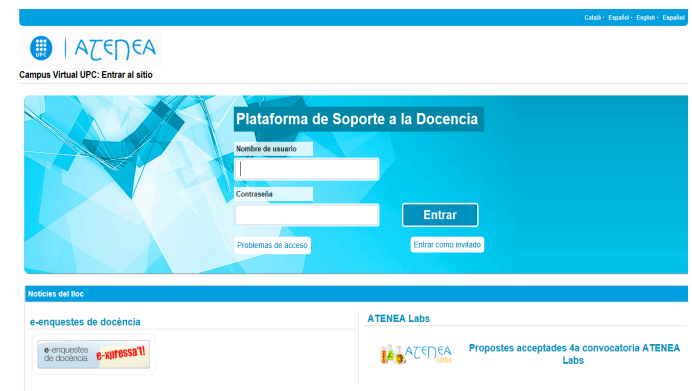 Català · Español · English · Español
UPC ATENEA
Campus Virtual UPC: Entrar al sitio
Plataforma de Soporte a la Docencia
Nombre de usuario
Contraseña
Entrar
Problemas de acceso
Entrar como invitado
Notícies del lloc
e-enquestes de docència
e-enquestes
de docència
e-xpressa't!
ATENEA Labs
ATENEA
Labs
Propostes acceptades 4a convocatoria ATENEA
Labs